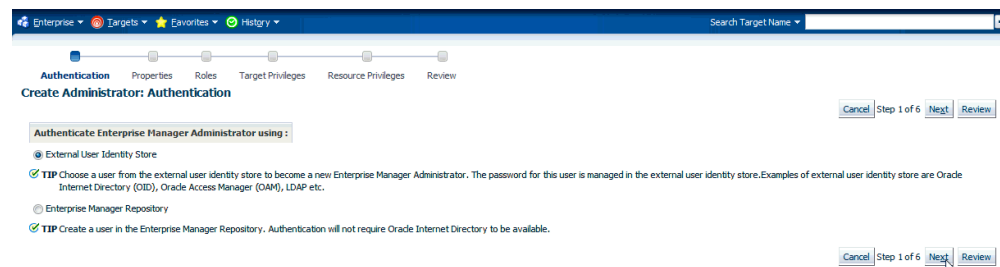 Enterprise Targets Favorites History Search Target Name
Authentication Properties Roles Target Privileges Resource Privileges Review
Create Administrator: Authentication
Cancel Step 1 of 6 Next Review
Authenticate Enterprise Manager Administrator using :
External User Identity Store
TIP Choose a user from the external user identity store to become a new Enterprise Manager Administrator. The password for this user is managed in the external user identity store.Examples of external user identity store are Oracle
Internet Directory (OID), Oracle Access Manager (OAM), LDAP etc.
Enterprise Manager Repository
TIP Create a user in the Enterprise Manager Repository. Authentication will not require Oracle Internet Directory to be available.
Cancel Step 1 of 6 Next Review